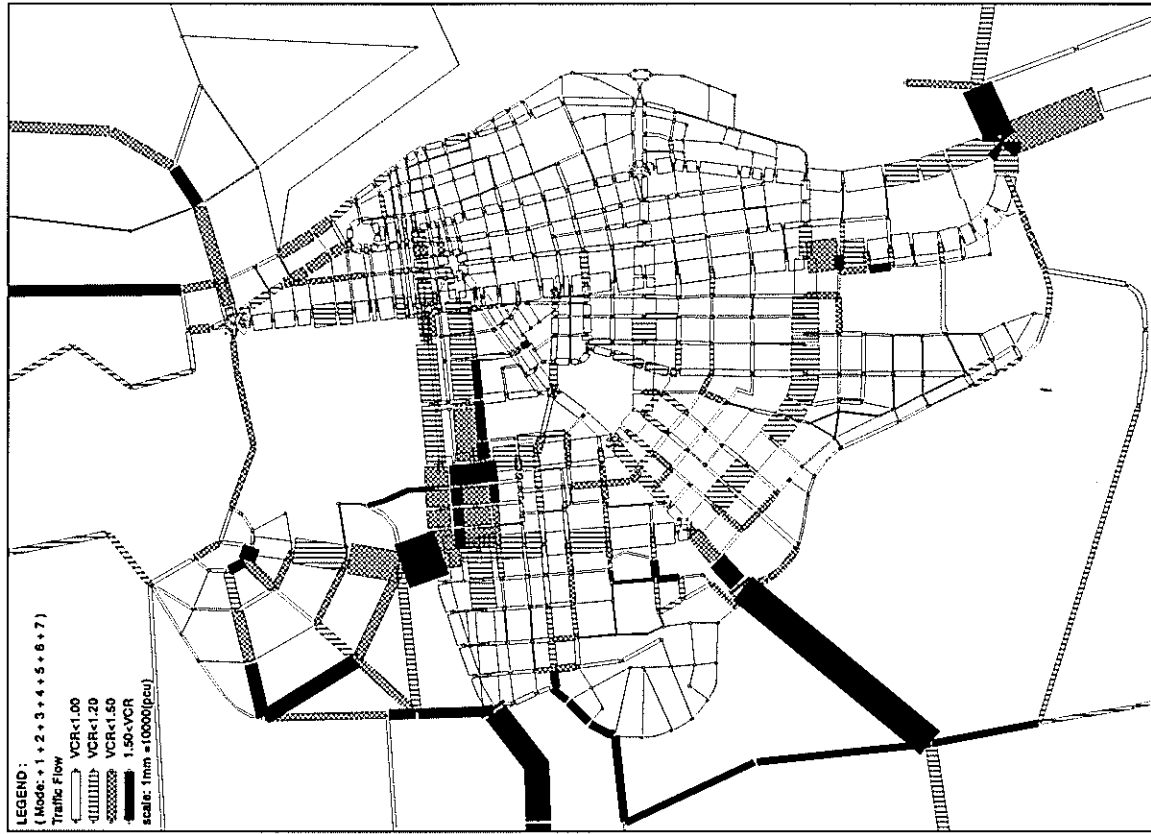 LEGEND :
( Mode: + 1 + 2 + 3 + 4 + 5 + 6 + 7 )
Traffic Flow
VCR<1.00
VCR<1.20
VCR<1.50
1.50<VCR
scale: 1mm =10000(pcu)